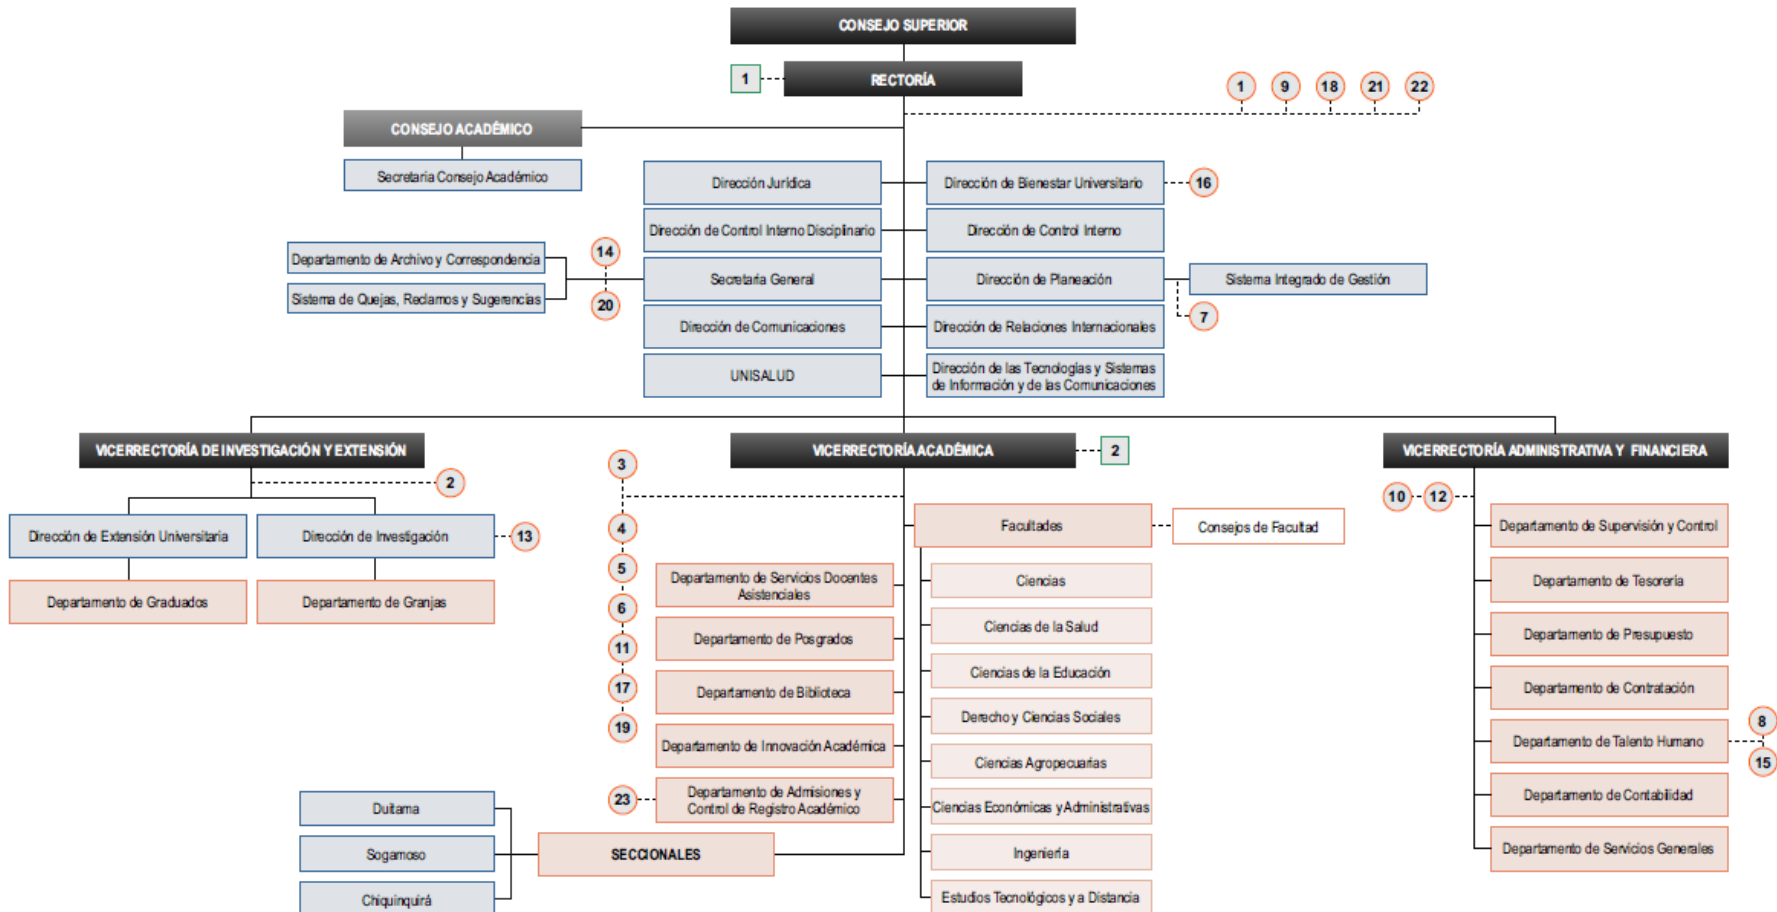 CONSEJO SUPERIOR
1
RECTORÍA
1
9
18
21
22
CONSEJO ACADÉMICO
Secretaria Consejo Académico
Dirección Jurídica
Dirección de Bienestar Universitario
16
Dirección de Control Interno Disciplinario
Dirección de Control Interno
Departamento de Archivo y Correspondencia
14
Secretaria General
Dirección de Planeación
Sistema Integrado de Gestión
Sistema de Quejas, Reclamos y Sugerencias
20
7
Dirección de Comunicaciones
Dirección de Relaciones Internacionales
UNISALUD
Dirección de las Tecnologías y Sistemas
de Información y de las Comunicaciones
VICERRECTORÍA DE INVESTIGACIÓN Y EXTENSIÓN
2
Dirección de Extensión Universitaria
Dirección de Investigación
13
Departamento de Graduados
Departamento de Granjas
VICERRECTORÍA ACADÉMICA
2
3
4
5
6
11
17
19
Facultades
Consejos de Facultad
Departamento de Servicios Docentes
Asistenciales
Departamento de Posgrados
Departamento de Biblioteca
Departamento de Innovación Académica
23
Departamento de Admisiones y
Control de Registro Académico
Ciencias
Ciencias de la Salud
Ciencias de la Educación
Derecho y Ciencias Sociales
Ciencias Agropecuarias
Ciencias Económicas y Administrativas
Ingeniería
Estudios Tecnológicos y a Distancia
SECCIONALES
Duitama
Sogamoso
Chiquinquirá
VICERRECTORÍA ADMINISTRATIVA Y FINANCIERA
10
12
Departamento de Supervisión y Control
Departamento de Tesorería
Departamento de Presupuesto
Departamento de Contratación
Departamento de Talento Humano
8
15
Departamento de Contabilidad
Departamento de Servicios Generales